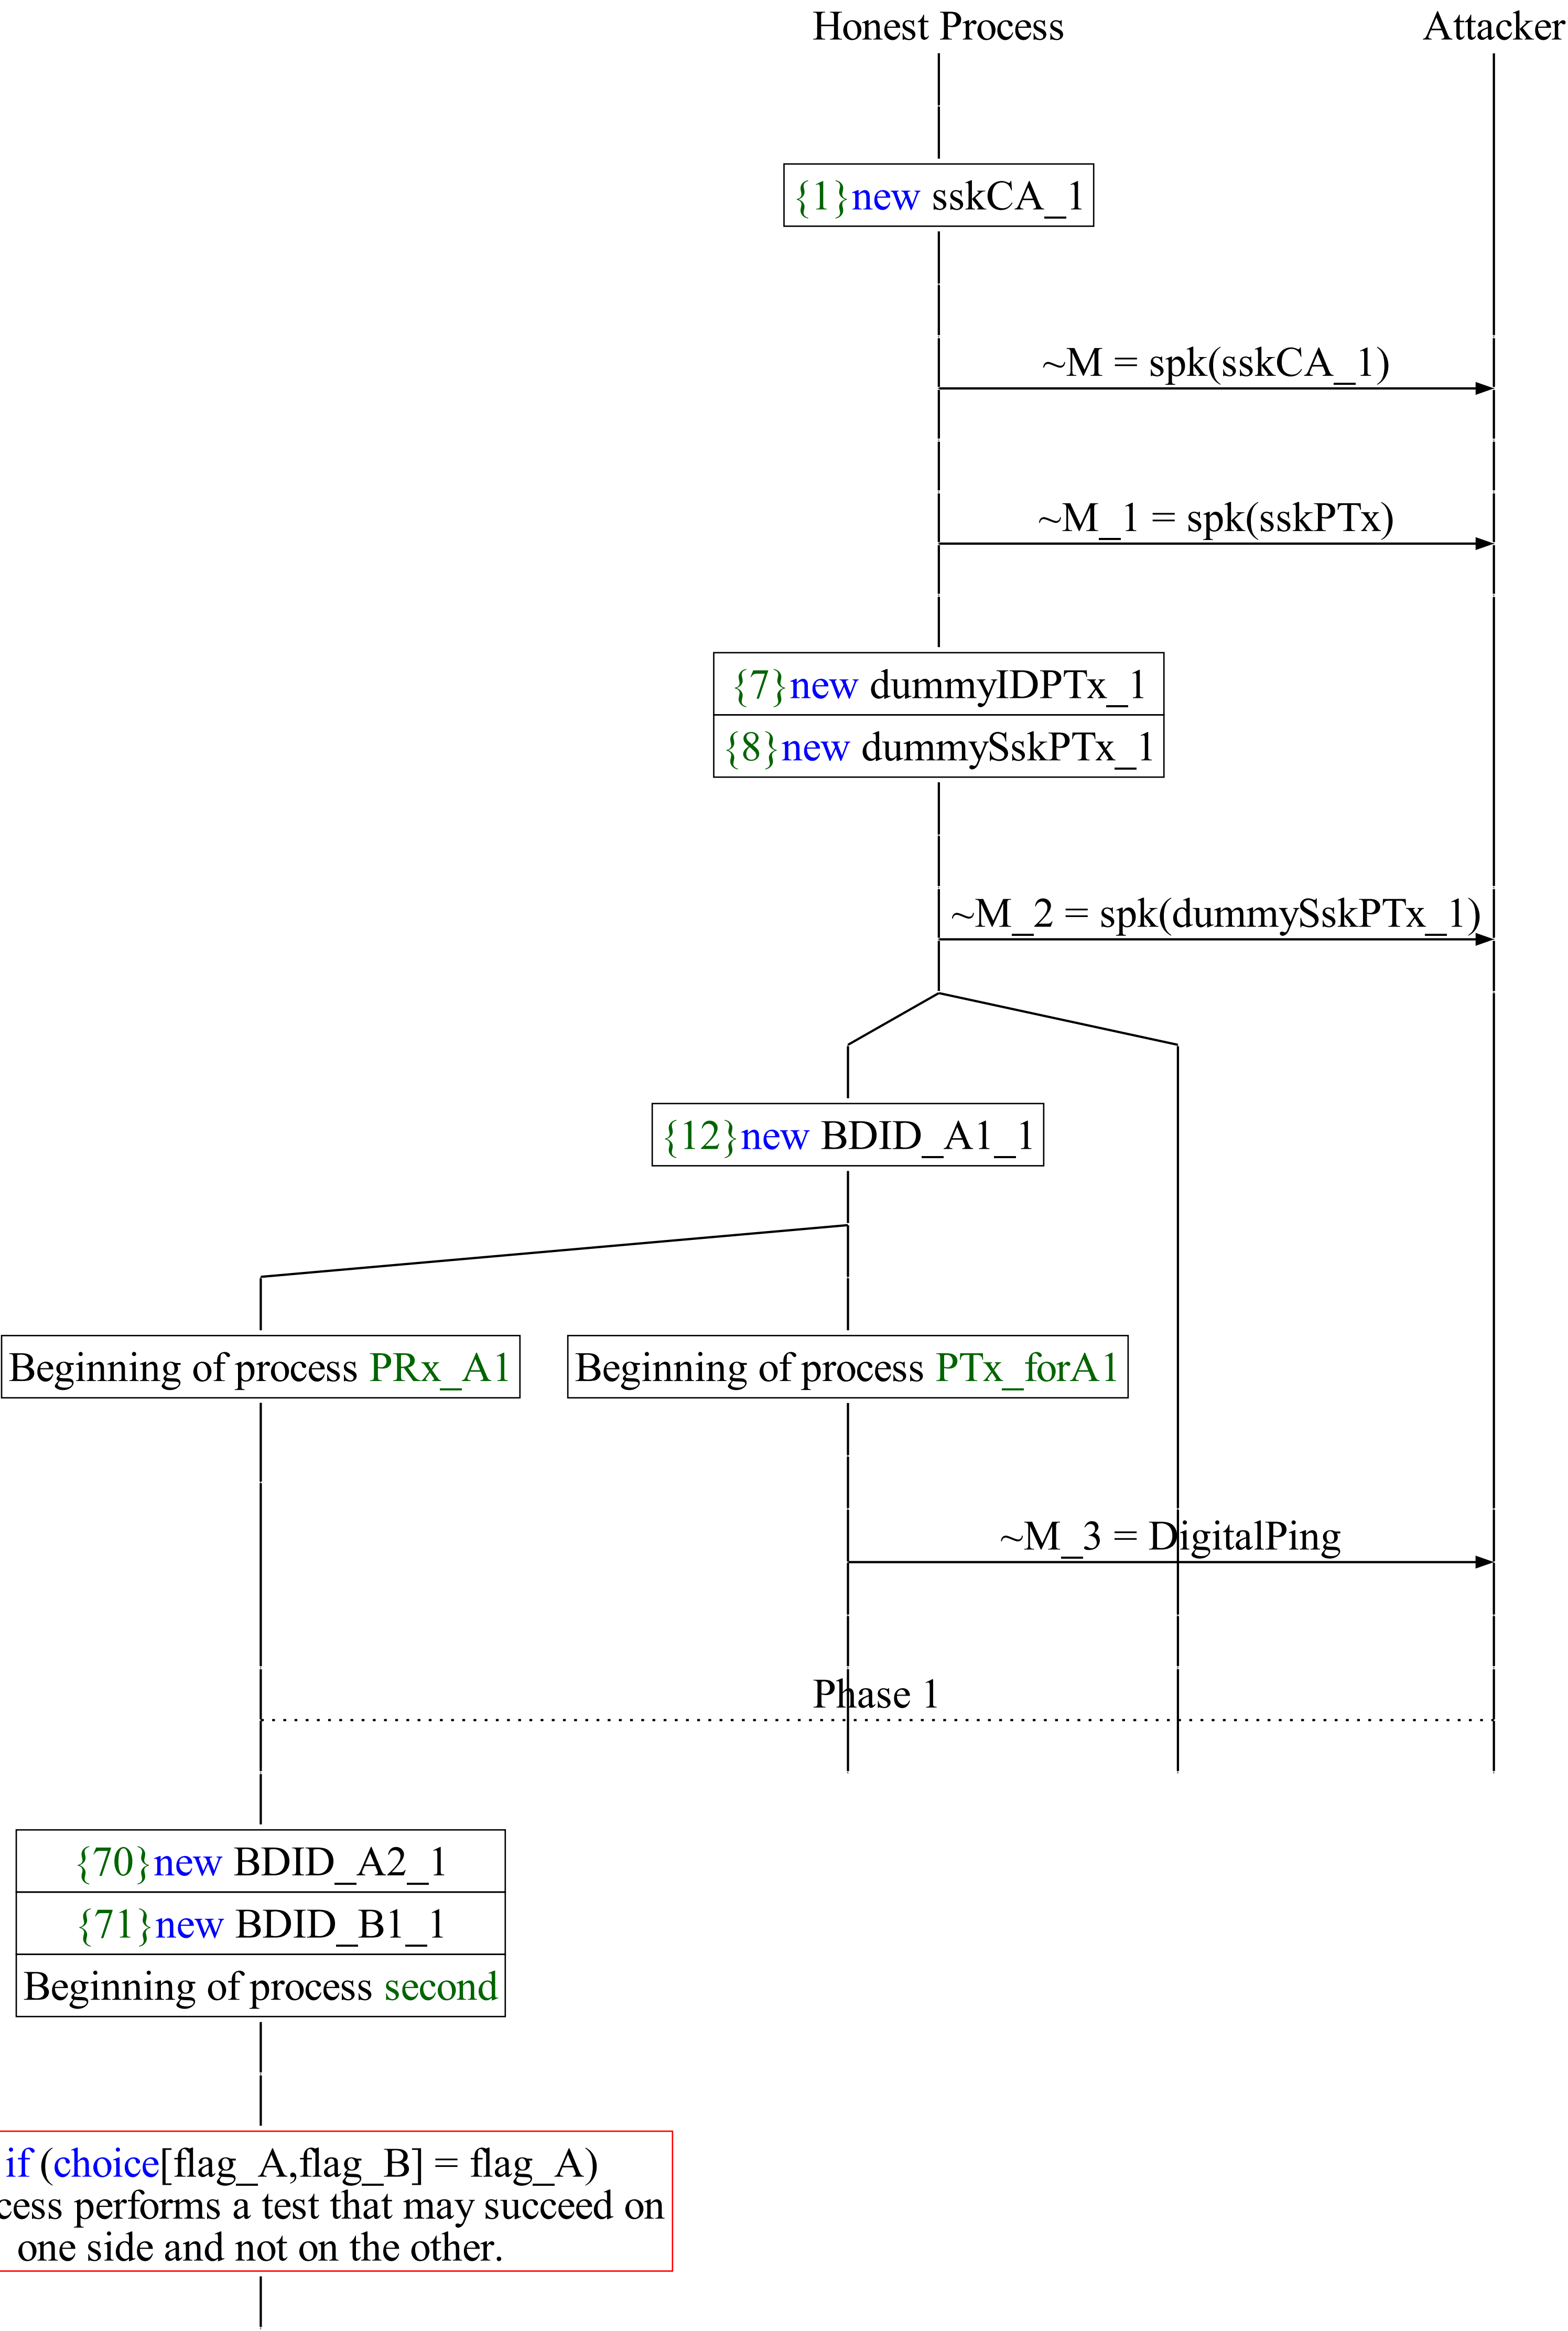 Honest Process
Attacker
{1}new sskCA_1
~M = spk(sskCA_1)
~M_1 = spk(sskPTx)
{7}new dummyIDPTx_1
{8}new dummySskPTx_1
~M_2 = spk(dummySskPTx_1)
{12}new BDID_A1_1
Beginning of process PRx_A1
Beginning of process PTx_forA1
~M_3 = DigitalPing
Phase 1
{70}new BDID_A2_1
{71}new BDID_B1_1
Beginning of process second
if (choice[flag_A,flag_B] = flag_A)
cess performs a test that may succeed on
one side and not on the other.